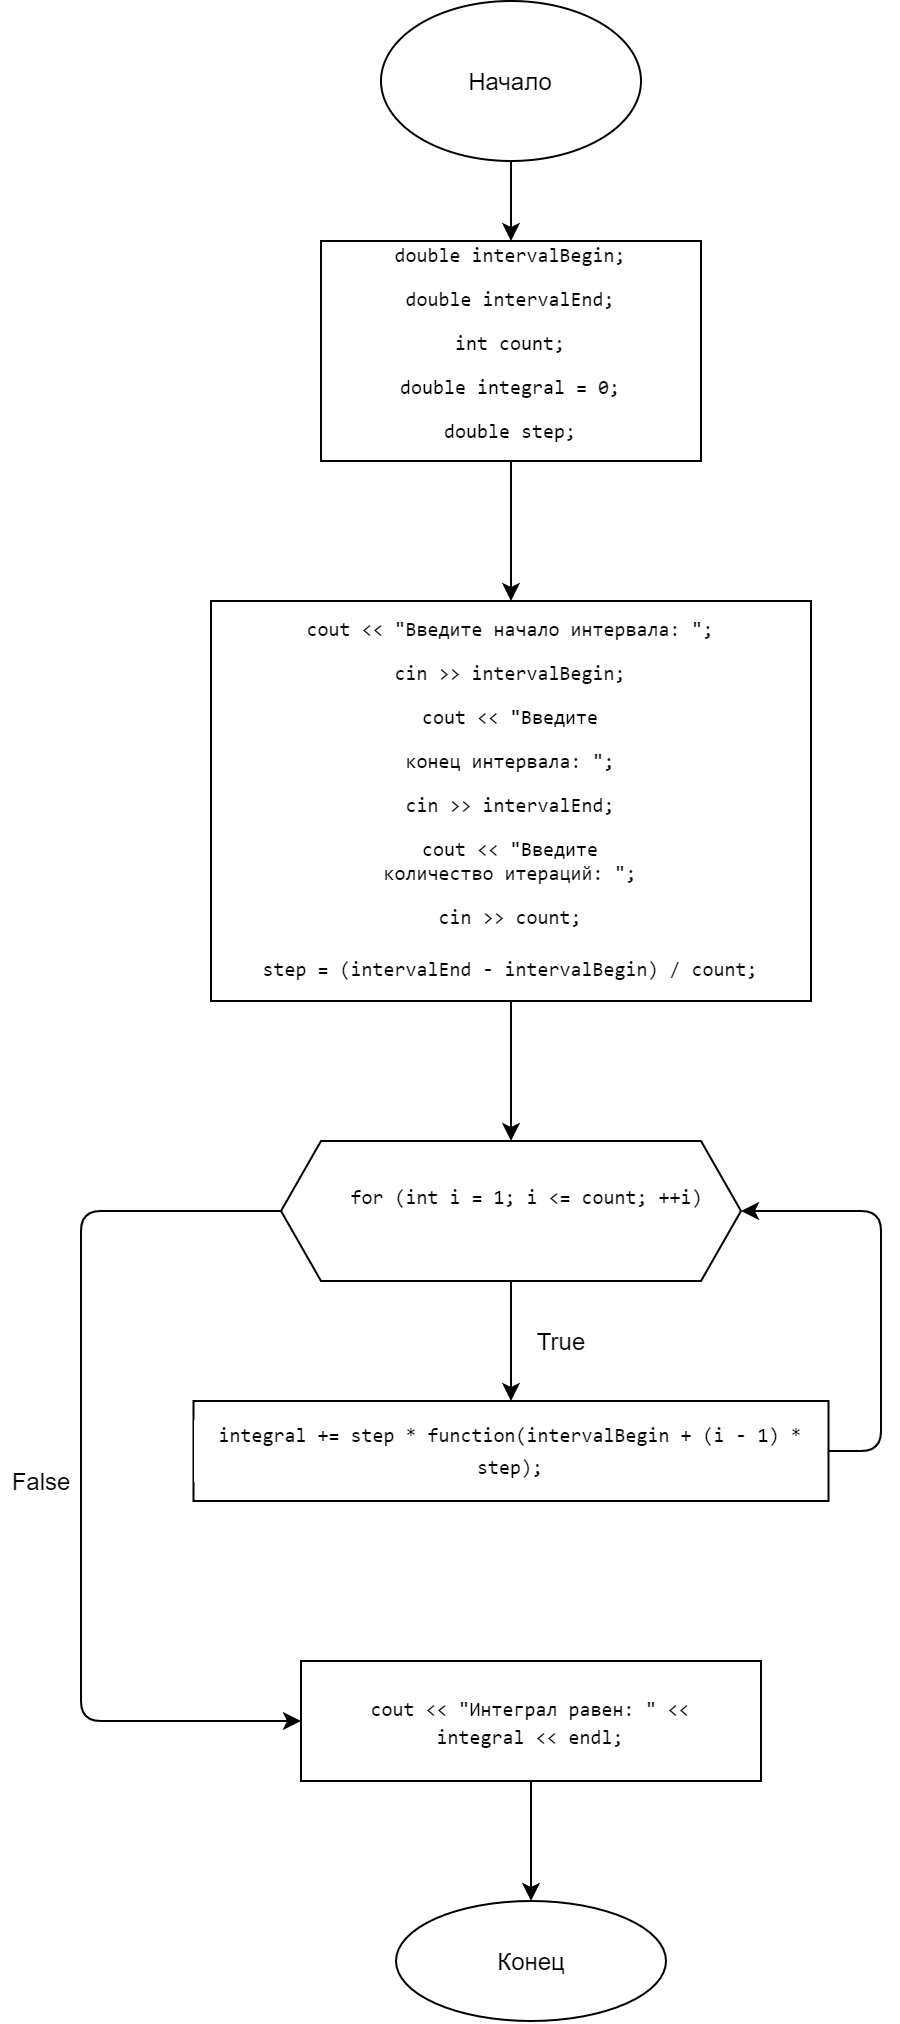 Начало
double intervalBegin;
double intervalEnd;
int count;
double integral = 0;
double step;
cout << "Введите начало интервала: ";
cin >> intervalBegin;
cout << "Введите
конец интервала: ";
cin >> intervalEnd;
cout << "Введите
количество итераций: ";
cin >> count;
step = (intervalEnd - intervalBegin) / count;
for (int i = 1; i <= count; ++i)
True
integral += step * function(intervalBegin + (i - 1) *
step);
False
cout << "Интеграл равен: " <<
integral << endl;
Конец